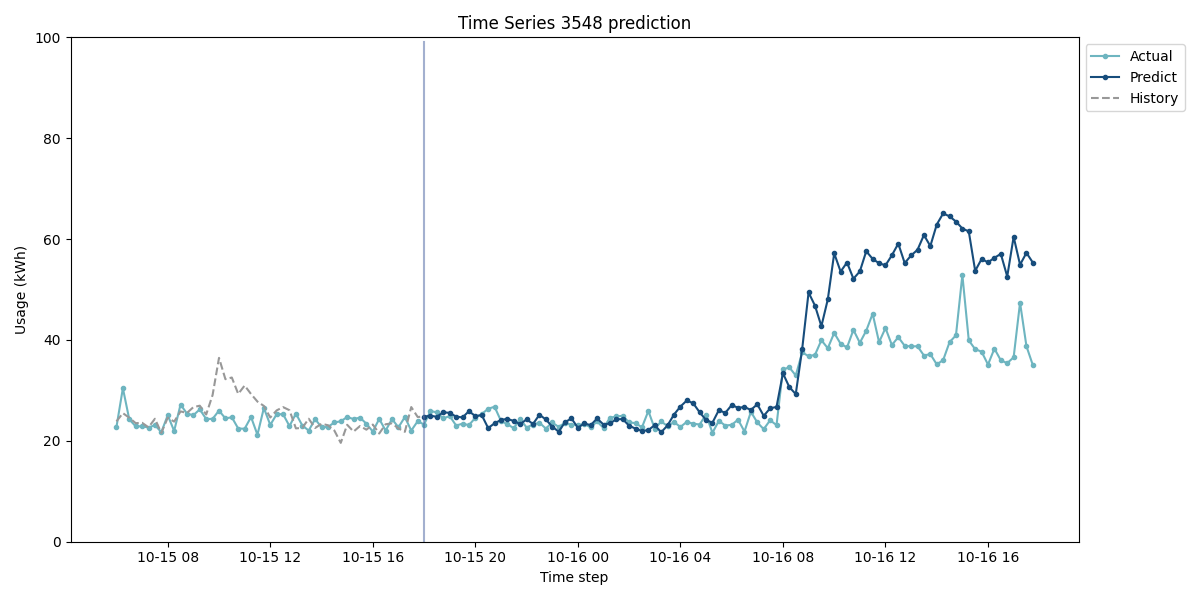 Time Series 3548 prediction
Usage (kWh)
100
80
60
40
20
0
10-15 08
10-15 12
10-15 16
10-15 20
10-16 00
10-16 04
10-16 08
10-16 12
10-16 16
Time step
Actual
Predict
History